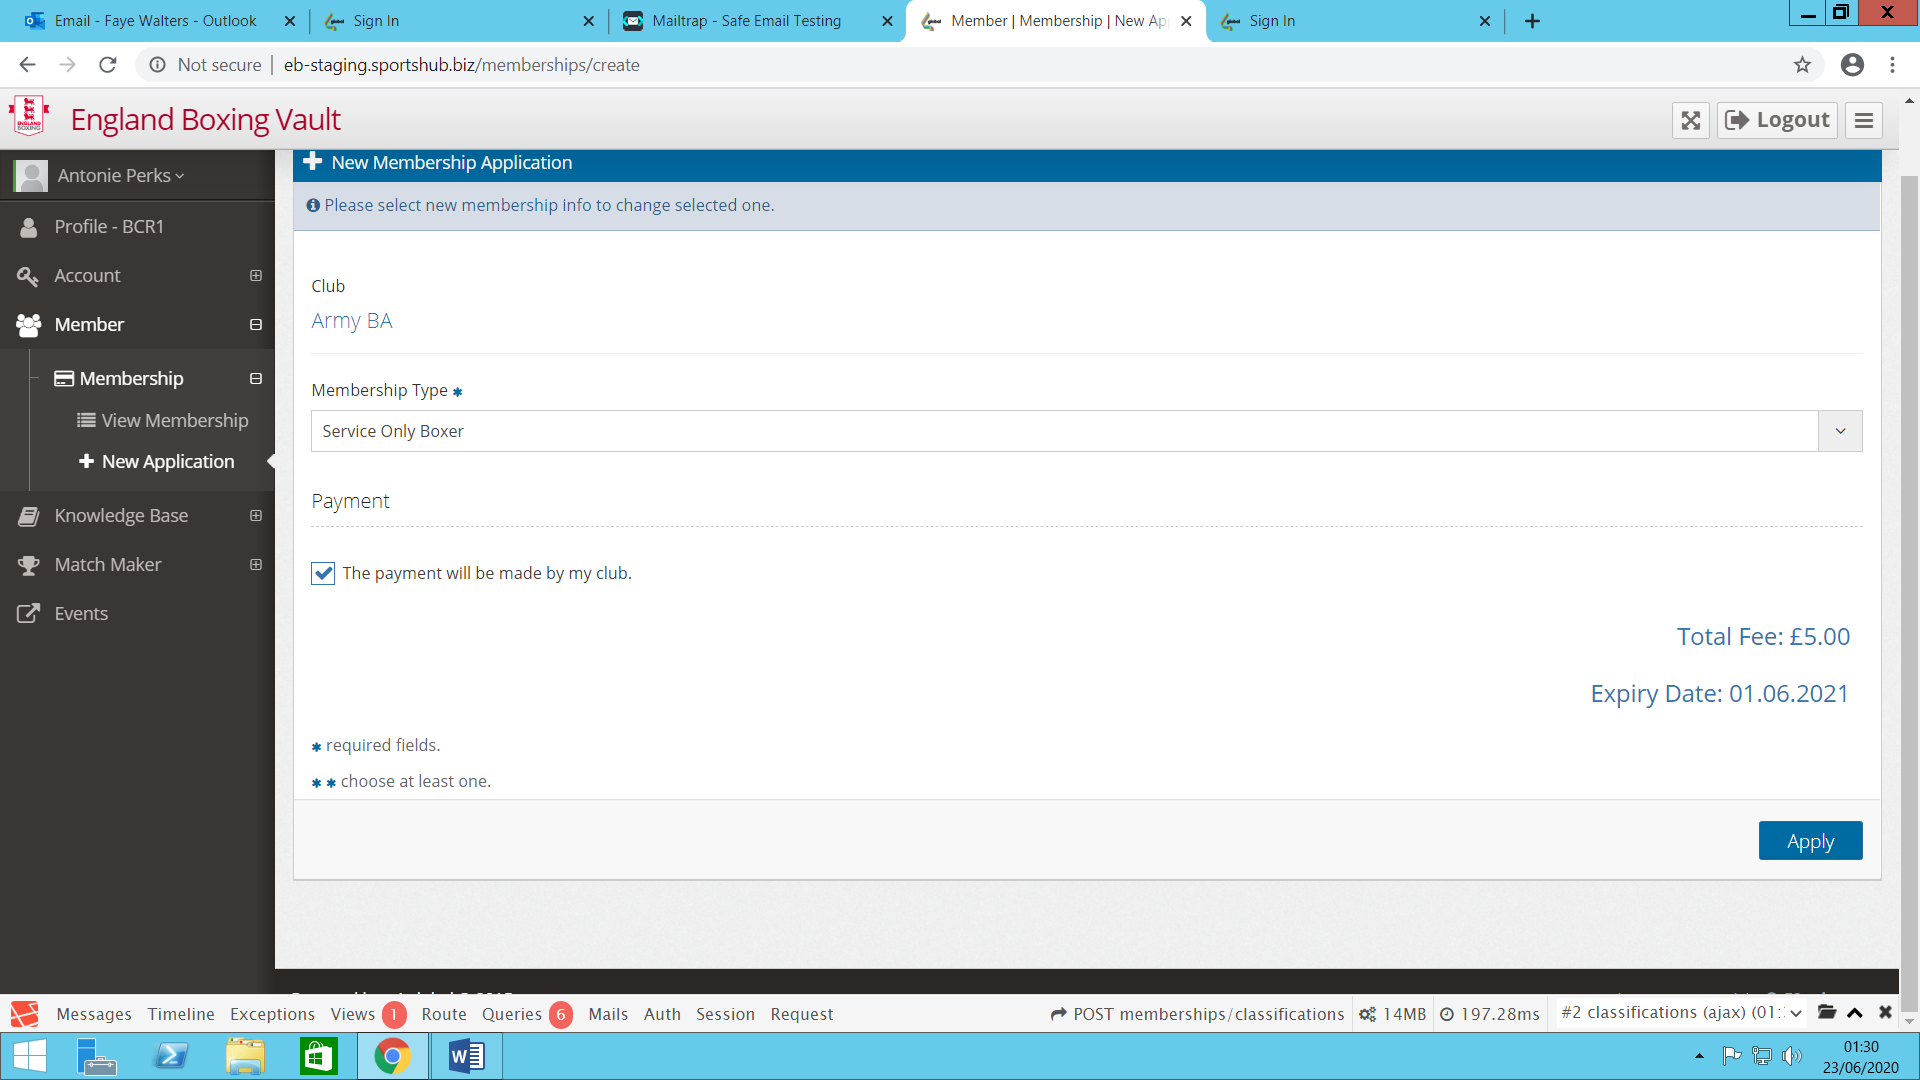 Email - Faye Walters - Outlook
Sign In
Mailtrap - Safe Email Testing
Member | Membership | New Ap
Sign In
Not secure
eb-staging.sportshub.biz/memberships/create
ENGLAND BOXING
England Boxing Vault
Logout
Antonie Perks
Profile - BCR1
Account
Member
Membership
View Membership
New Application
Knowledge Base
Match Maker
Events
New Membership Application
Please select new membership info to change selected one.
Club
Army BA
Membership Type *
Service Only Boxer
Payment
The payment will be made by my club.
Total Fee: £5.00
Expiry Date: 01.06.2021
* required fields.
* * choose at least one.
Apply
Messages Timeline Exceptions Views 1 Route Queries 6 Mails Auth Session Request
POST memberships/classifications 14MB 197.28ms #2 classifications (ajax) (01:
01:30
23/06/2020